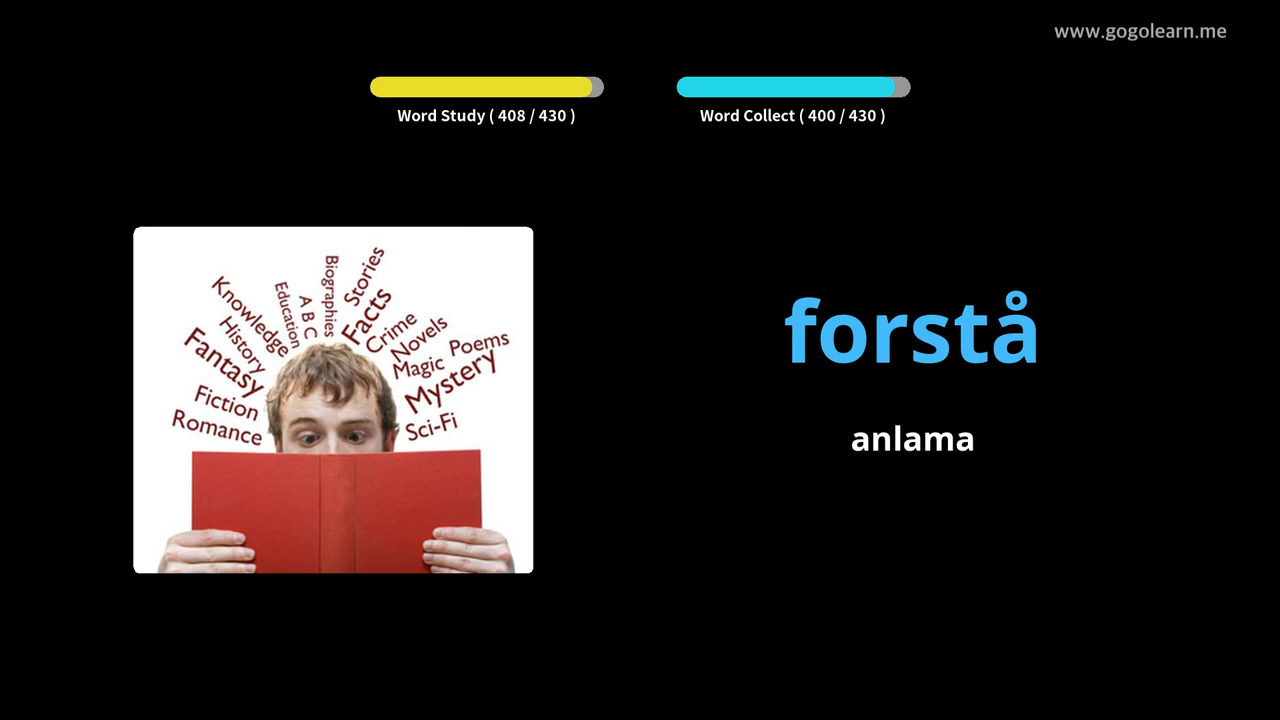 www.gogolearn.me
Word Study ( 408 / 430 )
Word Collect ( 400 / 430 )
Knowledge
History
Fantasy
Fiction
Romance
Education
A B C
Biographies
Stories
Facts
Crime
Novels
Magic
Poems
Mystery
Sci-Fi
forstå
anlama